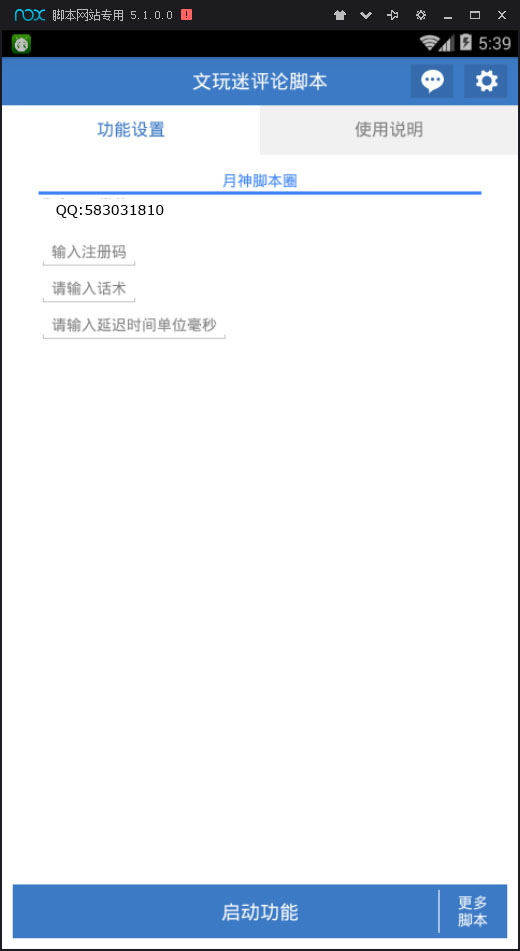 nox 脚本网站专用 5.1.0.0
5:39
文玩迷评论脚本
功能设置 使用说明
月神脚本圈
QQ:583031810
输入注册码
请输入话术
请输入延迟时间单位毫秒
启动功能
更多
脚本